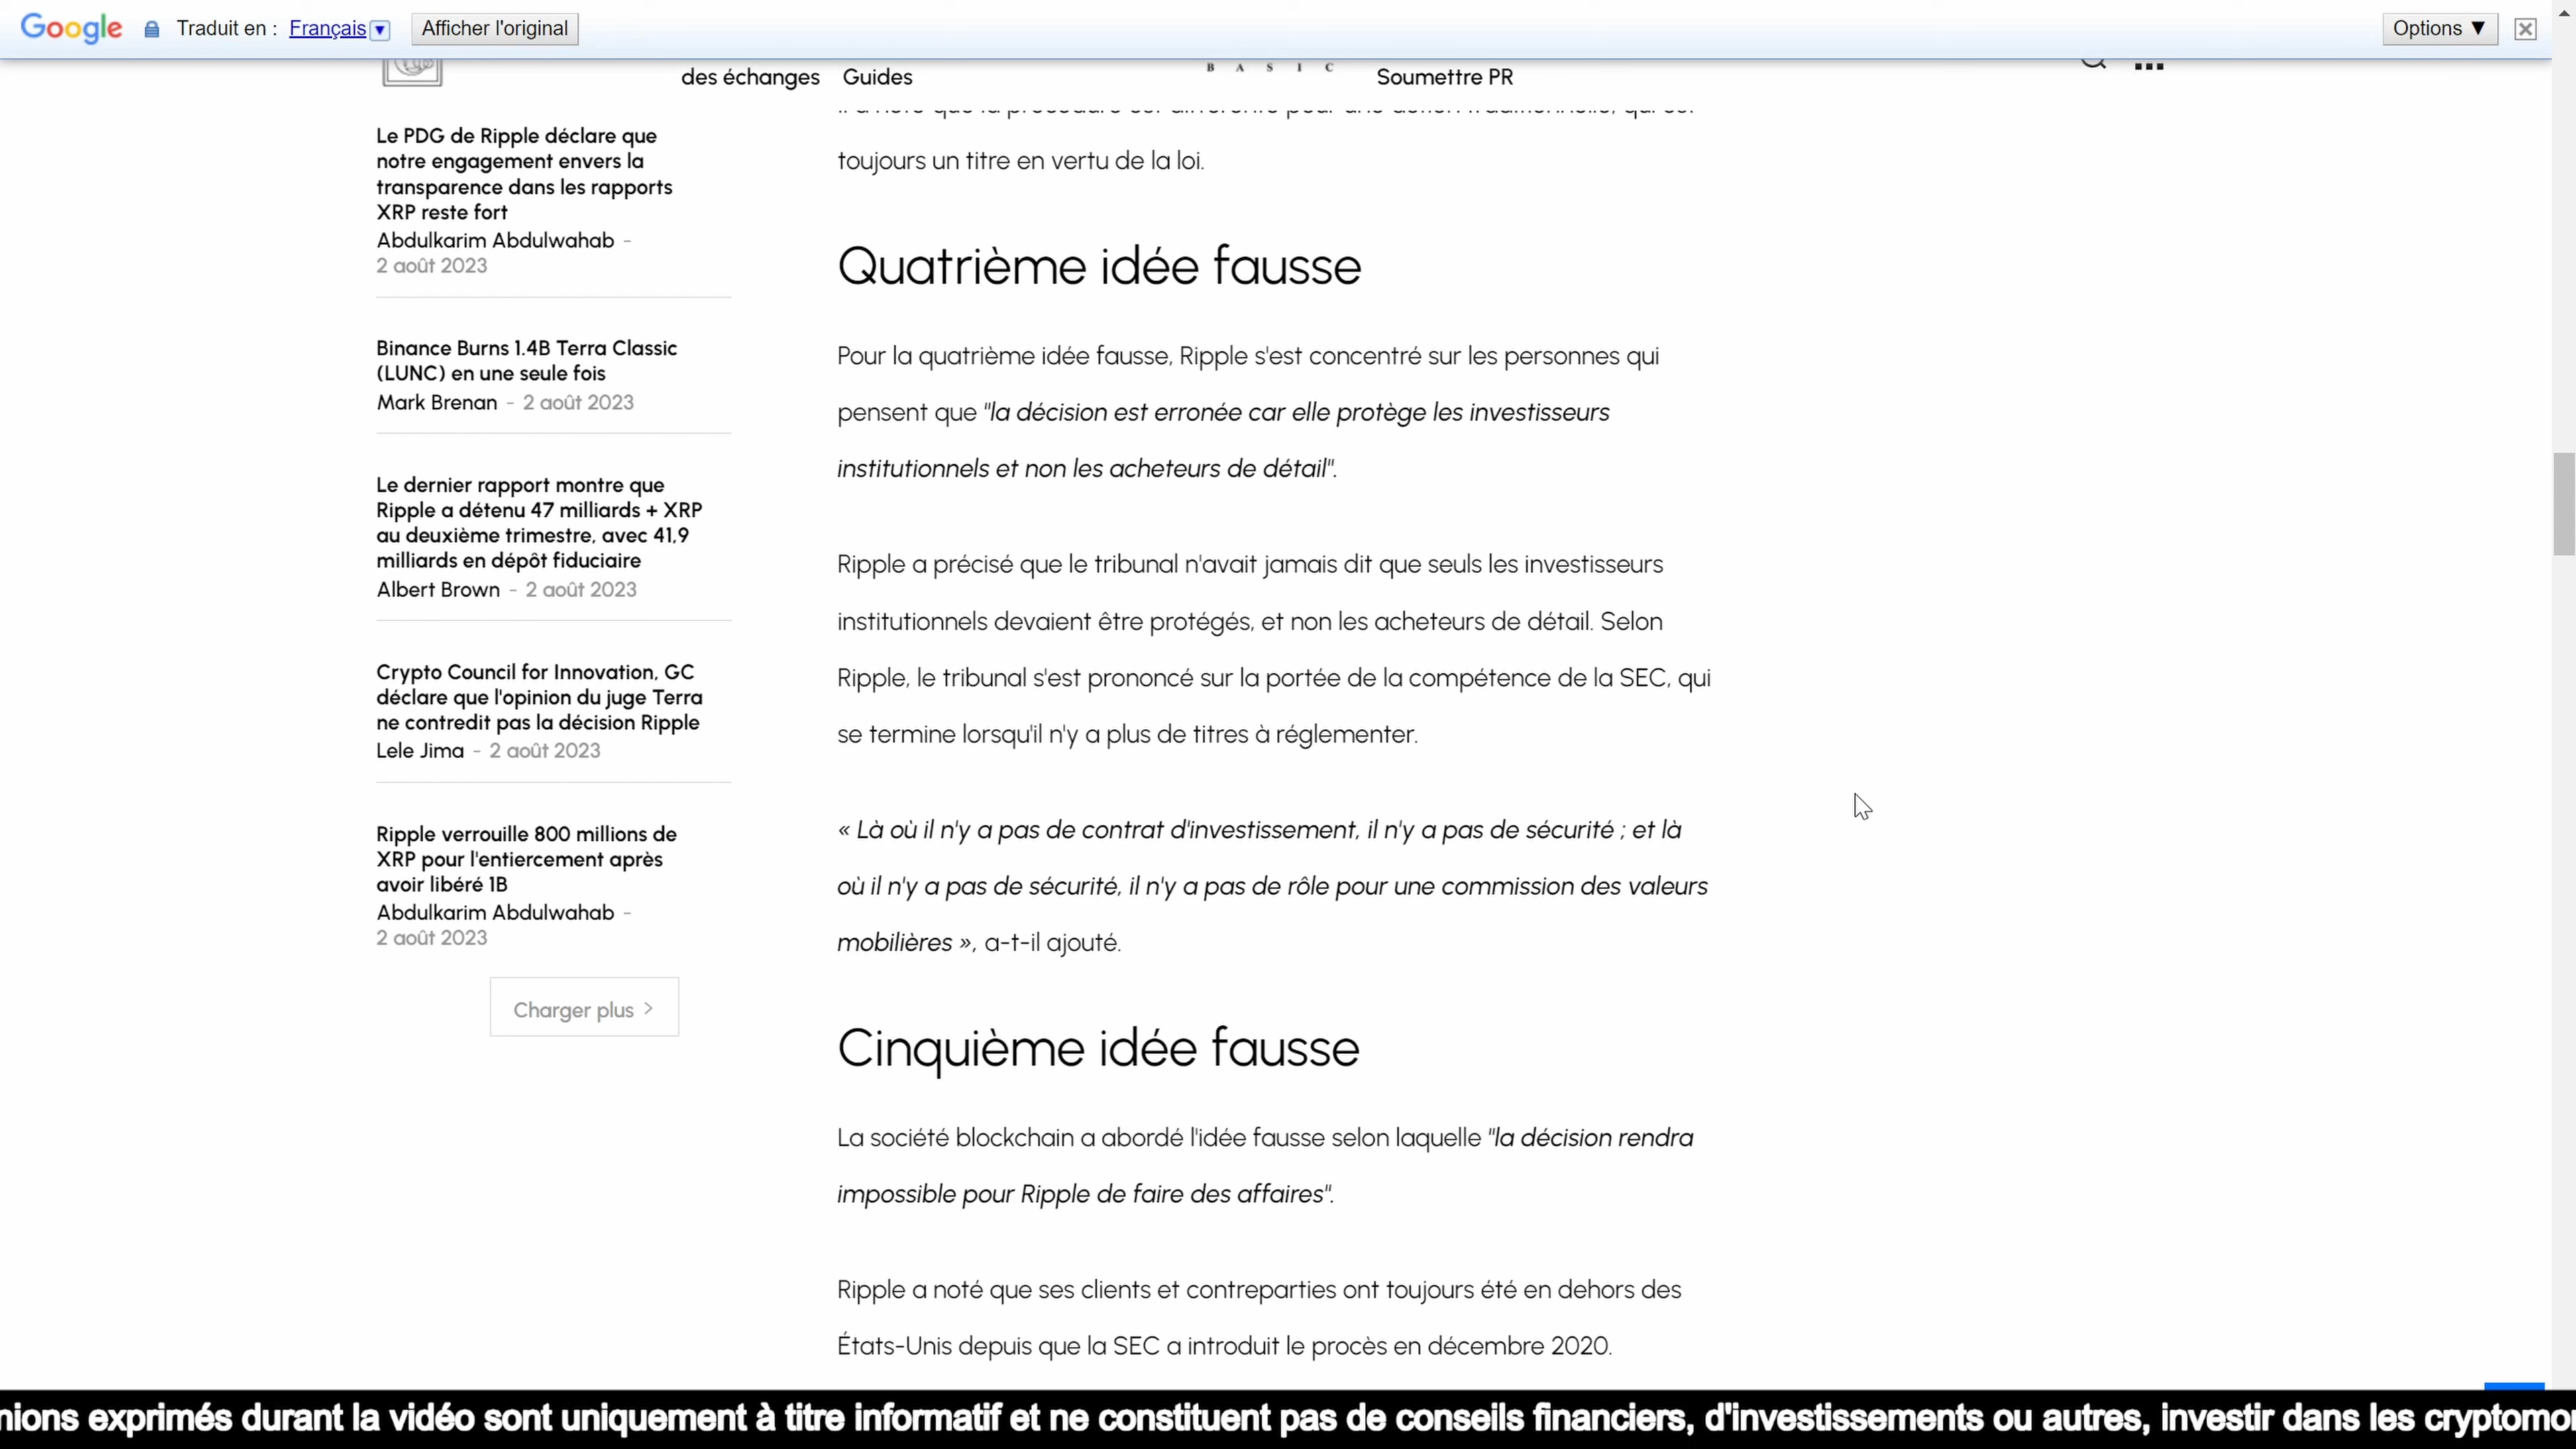 Google Traduit en : Français Afficher l'original Options ▼
des échanges Guides B A S I C Soumettre PR
Le PDG de Ripple déclare que
notre engagement envers la
transparence dans les rapports
XRP reste fort
Abdulkarim Abdulwahab -
2 août 2023
Binance Burns 1.4B Terra Classic
(LUNC) en une seule fois
Mark Brenan - 2 août 2023
Le dernier rapport montre que
Ripple a détenu 47 milliards + XRP
au deuxième trimestre, avec 41,9
milliards en dépôt fiduciaire
Albert Brown - 2 août 2023
Crypto Council for Innovation, GC
déclare que l'opinion du juge Terra
ne contredit pas la décision Ripple
Lele Jima - 2 août 2023
Ripple verrouille 800 millions de
XRP pour l'entiercement après
avoir libéré 1B
Abdulkarim Abdulwahab -
2 août 2023
Charger plus >
toujours un titre en vertu de la loi.
Quatrième idée fausse
Pour la quatrième idée fausse, Ripple s'est concentré sur les personnes qui
pensent que "la décision est erronée car elle protège les investisseurs
institutionnels et non les acheteurs de détail".
Ripple a précisé que le tribunal n'avait jamais dit que seuls les investisseurs
institutionnels devaient être protégés, et non les acheteurs de détail. Selon
Ripple, le tribunal s'est prononcé sur la portée de la compétence de la SEC, qui
se termine lorsqu'il n'y a plus de titres à réglementer.
« Là où il n'y a pas de contrat d'investissement, il n'y a pas de sécurité ; et là
où il n'y a pas de sécurité, il n'y a pas de rôle pour une commission des valeurs
mobilières », a-t-il ajouté.
Cinquième idée fausse
La société blockchain a abordé l'idée fausse selon laquelle "la décision rendra
impossible pour Ripple de faire des affaires".
Ripple a noté que ses clients et contreparties ont toujours été en dehors des
États-Unis depuis que la SEC a introduit le procès en décembre 2020.
nions exprimés durant la vidéo sont uniquement à titre informatif et ne constituent pas de conseils financiers, d'investissements ou autres, investir dans les cryptomo